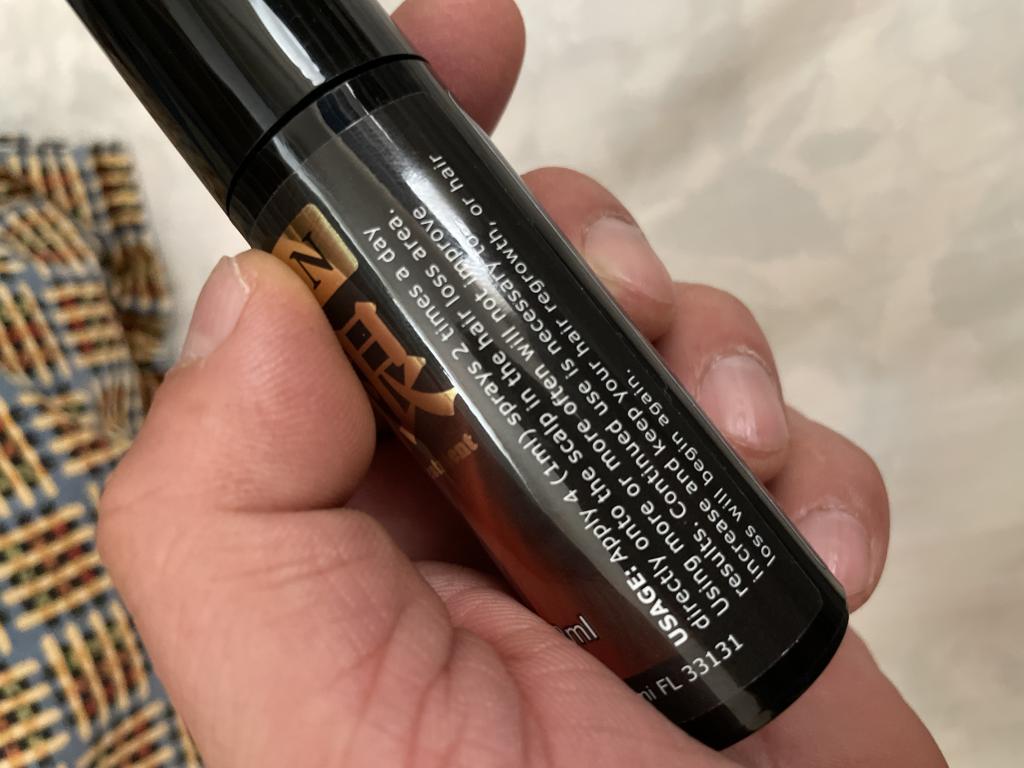 N
USAGE: Apply 4 (1ml) sprays 2 times a day
directly onto the scalp in the hair loss area.
Using more or more often will not improve
results. Continued use is necessary to
increase and keep your hair regrowth, or hair
loss will begin again.
ml
FL 33131